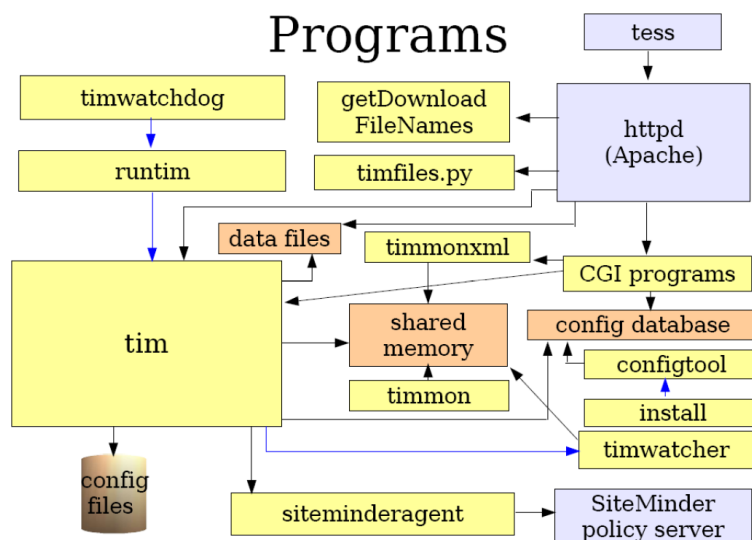 Programs
tess
timwatchdog
getDownload
FileNames
httpd
(Apache)
runtim
timfiles.py
data files
timmonxml
CGI programs
tim
shared
memory
config database
configtool
timmon
install
timwatcher
config
files
siteminderagent
SiteMinder
policy server